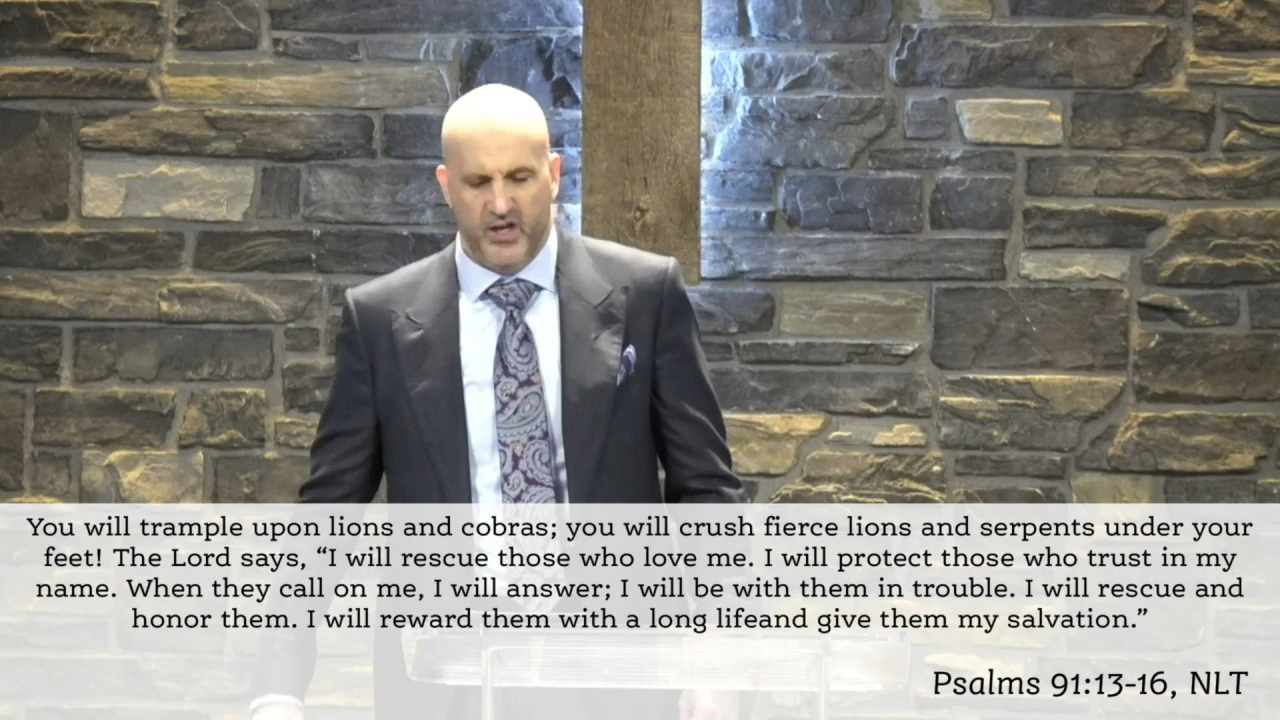 You will trample upon lions and cobras; you will crush fierce lions and serpents under your
feet! The Lord says, “I will rescue those who love me. I will protect those who trust in my
name. When they call on me, I will answer; I will be with them in trouble. I will rescue and
honor them. I will reward them with a long lifeand give them my salvation.”
Psalms 91:13-16, NLT